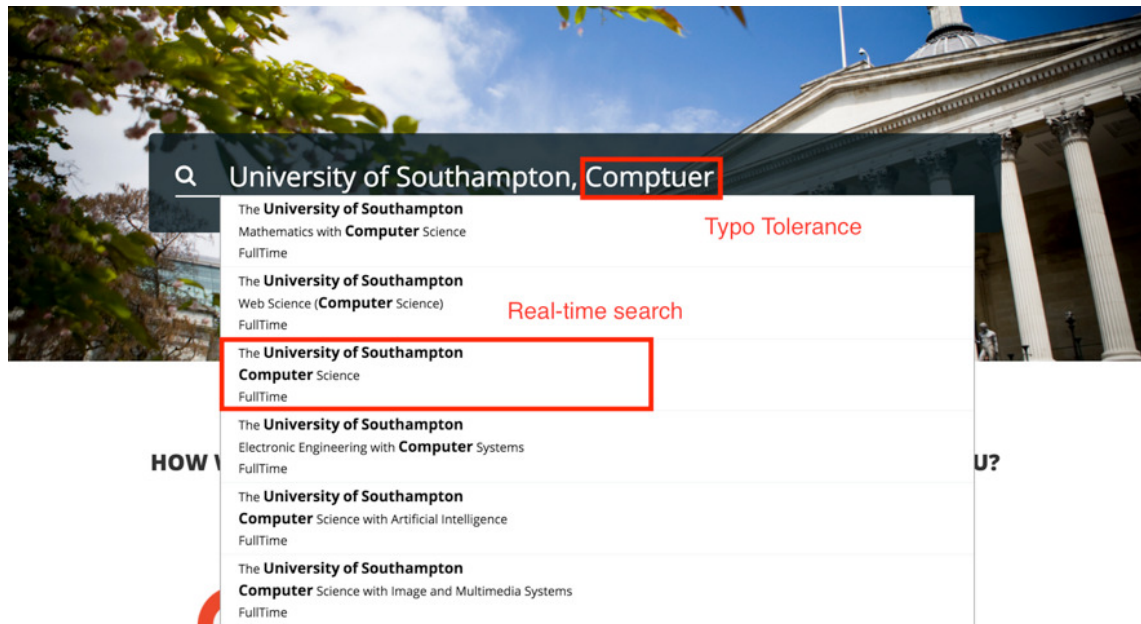 University of Southampton, Comptuer
The University of Southampton
Mathematics with Computer Science
FullTime
Typo Tolerance
The University of Southampton
Web Science (Computer Science)
FullTime
Real-time search
The University of Southampton
Computer Science
FullTime
The University of Southampton
Electronic Engineering with Computer Systems
FullTime
HOW
U?
The University of Southampton
Computer Science with Artificial Intelligence
FullTime
The University of Southampton
Computer Science with Image and Multimedia Systems
FullTime